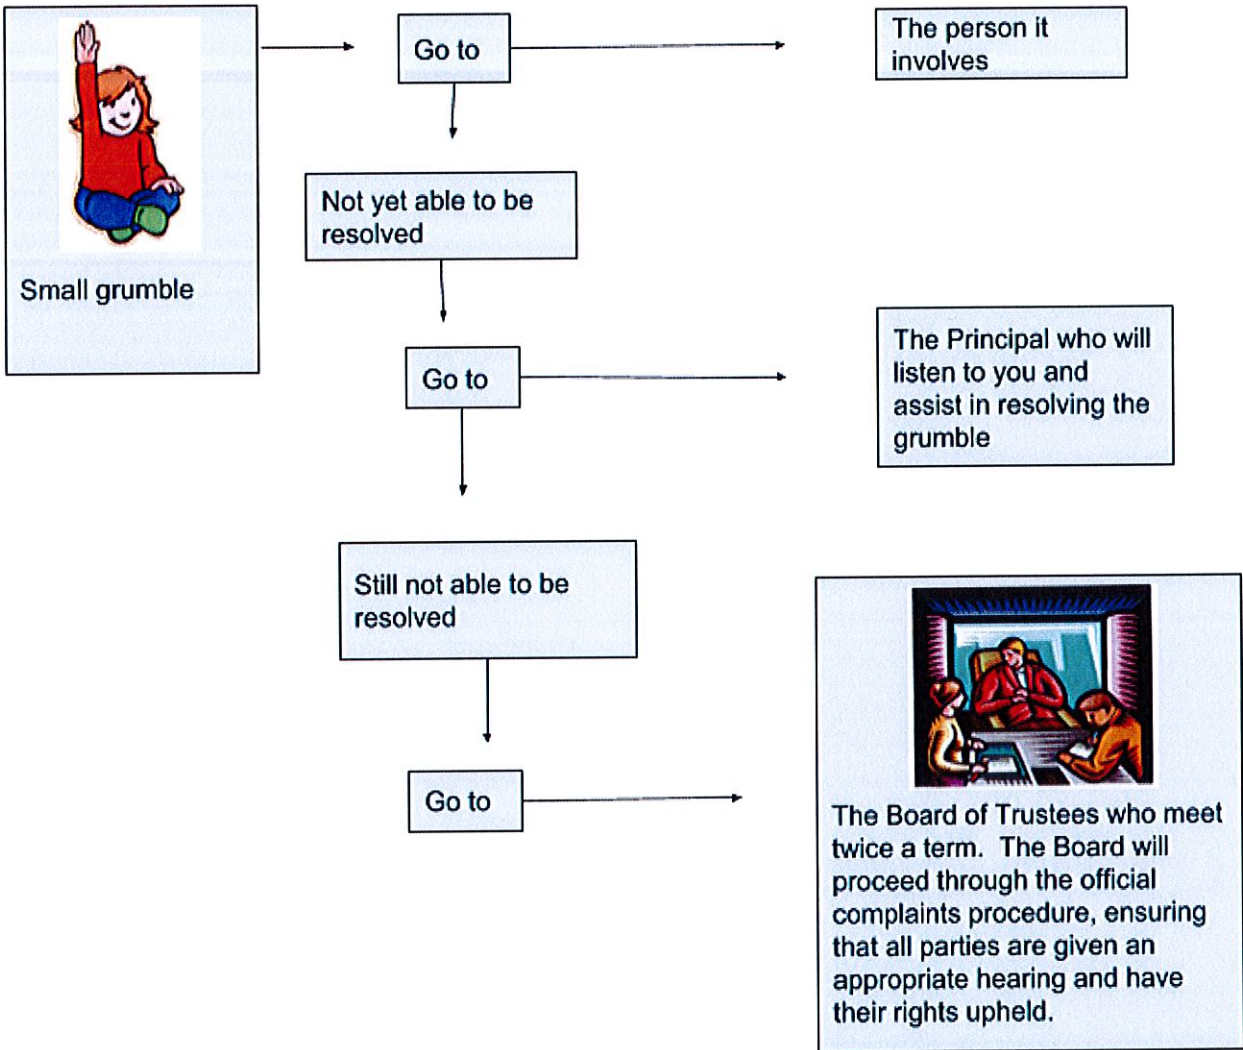 Small grumble
Go to
The person it
involves
Not yet able to be
resolved
Go to
The Principal who will
listen to you and
assist in resolving the
grumble
Still not able to be
resolved
Go to
The Board of Trustees who meet
twice a term.  The Board will
proceed through the official
complaints procedure, ensuring
that all parties are given an
appropriate hearing and have
their rights upheld.